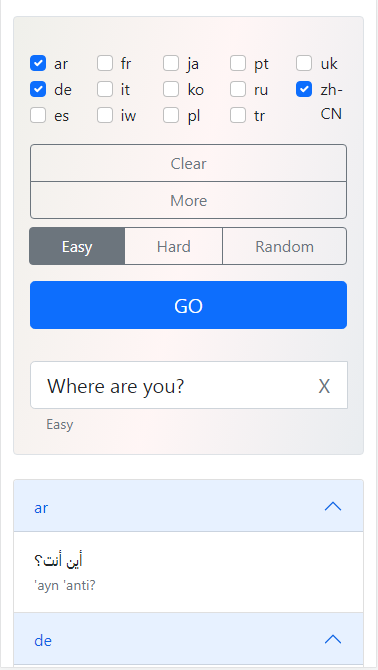 ar fr ja pt uk
de it ko ru zh-CN
es iw pl tr
Clear
More
Easy Hard Random
GO
Where are you? X
Easy
ar
أين أنت؟
'ayn 'anti?
de